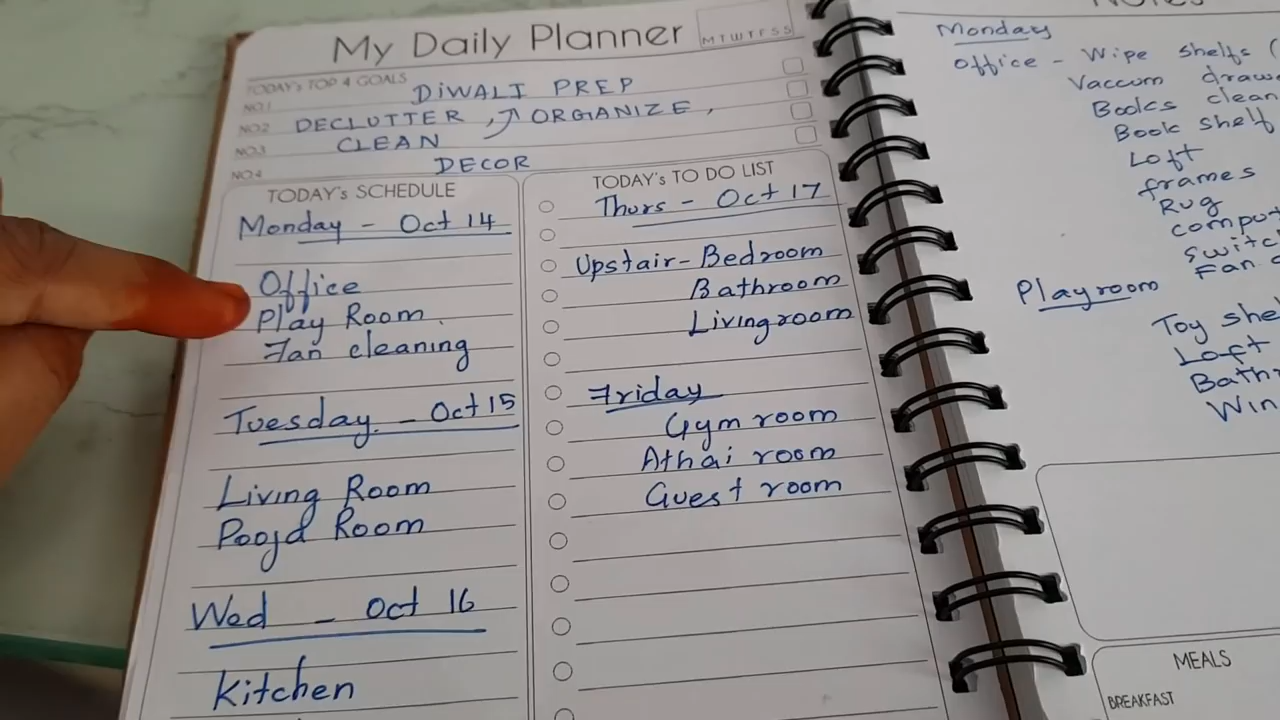 My Daily Planner
M T W T F S S
TODAY's TOP 4 GOALS
NO.1 DIWALI PREP
NO.2 DECLUTTER , ORGANIZE ,
NO.3 CLEAN
NO.4 DECOR
TODAY's SCHEDULE
Monday - Oct 14
Office
Play Room
Fan cleaning
Tuesday - Oct 15
Living Room
Pooja Room
Wed - Oct 16
Kitchen
TODAY's TO DO LIST
Thurs - Oct 17
Upstair - Bedroom
Bathroom
Livingroom
Friday
Gym room
Athai room
Guest room
NOTES
Monday
Office - Wipe shelfs (
Vaccum
Books clean
Book shelf
Loft
frames
Rug
Fan
Playroom
Toy
Loft
MEALS
BREAKFAST